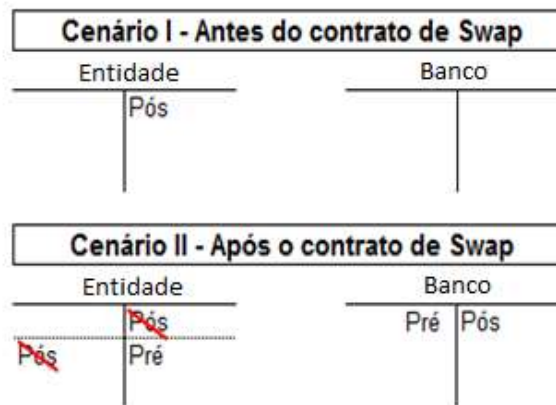 Cenário I - Antes do contrato de Swap
Entidade Banco
Pós
Cenário II - Após o contrato de Swap
Entidade Banco
Pós Pré Pós
Pós Pré